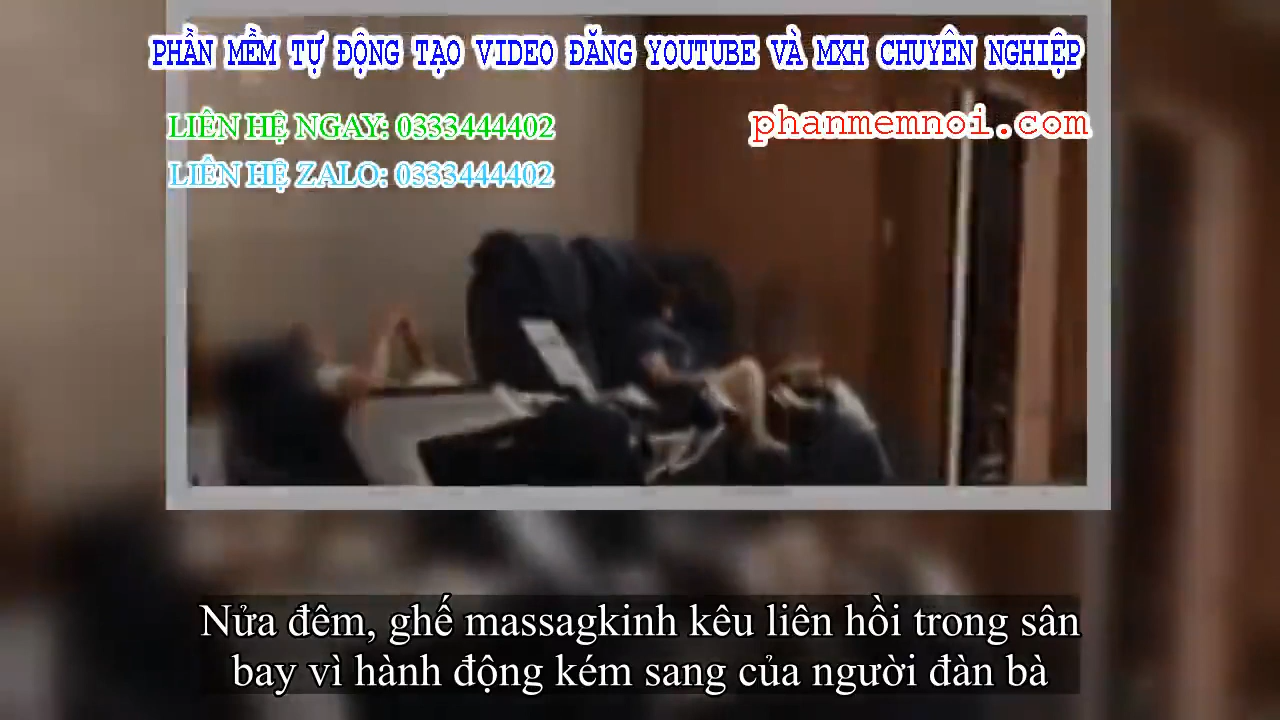 PHẦN MỀM TỰ ĐỘNG TẠO VIDEO ĐĂNG YOUTUBE VÀ MXH CHUYÊN NGHIỆP
LIÊN HỆ NGAY: 0333444402
phanmemnoi.com
LIÊN HỆ ZALO: 0333444402
Nửa đêm, ghế massagkinh kêu liên hồi trong sân
bay vì hành động kém sang của người đàn bà